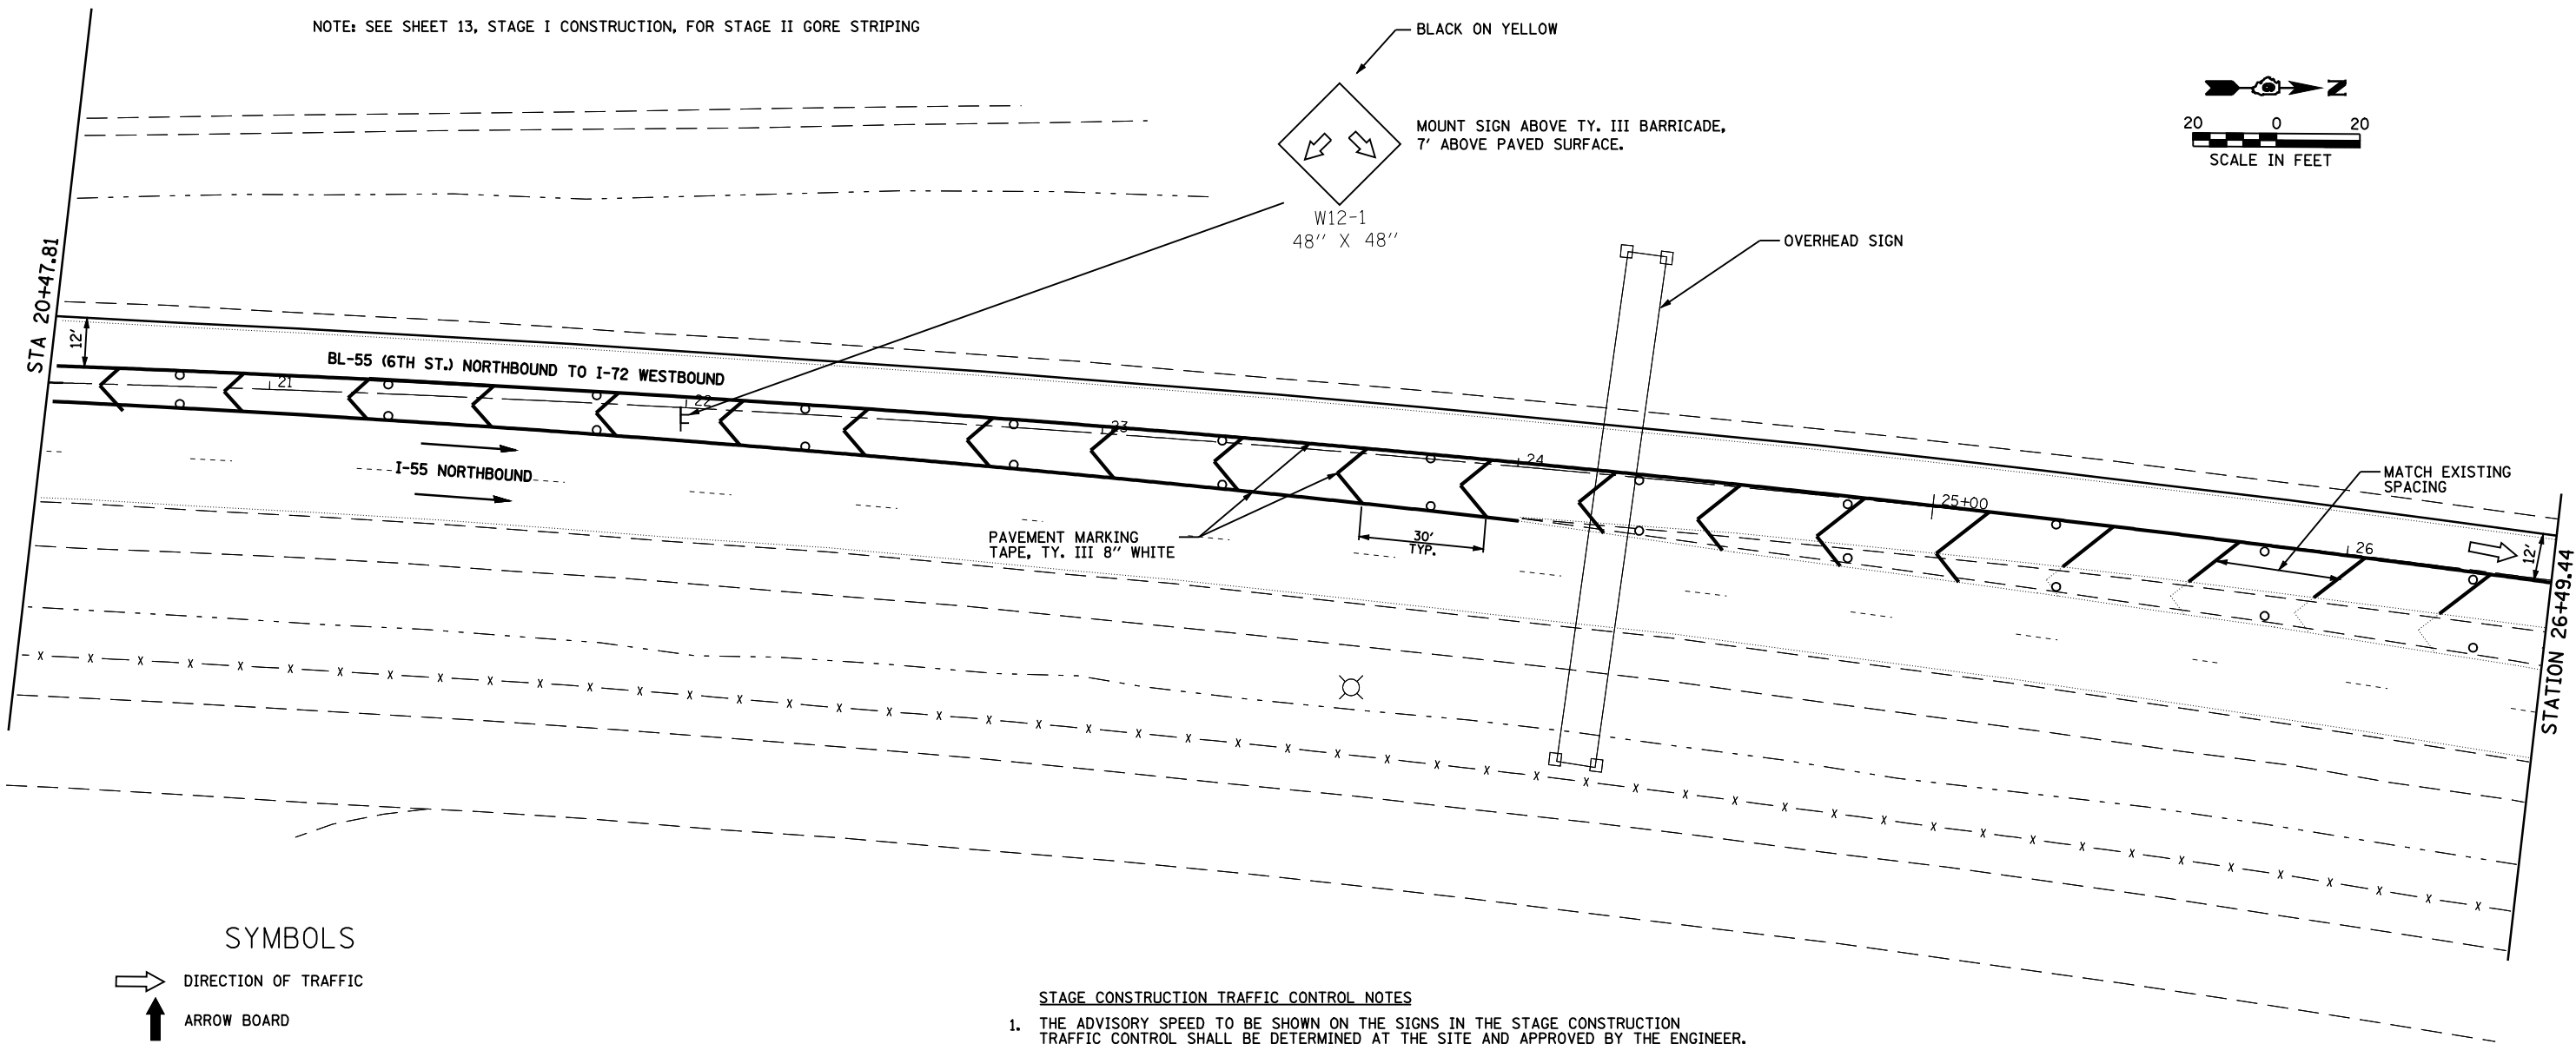 NOTE: SEE SHEET 13, STAGE I CONSTRUCTION, FOR STAGE II GORE STRIPING
BLACK ON YELLOW
MOUNT SIGN ABOVE TY. III BARRICADE,
7' ABOVE PAVED SURFACE.
W12-1
48" X 48"
N
20 0 20
SCALE IN FEET
OVERHEAD SIGN
STA 20+47.81
12'
BL-55 (6TH ST.) NORTHBOUND TO I-72 WESTBOUND
21
22
23
24
25+00
26
I-55 NORTHBOUND
PAVEMENT MARKING
TAPE, TY. III 8" WHITE
30'
TYP.
MATCH EXISTING
SPACING
12'
STATION 26+49.44
SYMBOLS
DIRECTION OF TRAFFIC
ARROW BOARD
STAGE CONSTRUCTION TRAFFIC CONTROL NOTES
1. THE ADVISORY SPEED TO BE SHOWN ON THE SIGNS IN THE STAGE CONSTRUCTION
TRAFFIC CONTROL SHALL BE DETERMINED AT THE SITE AND APPROVED BY THE ENGINEER.